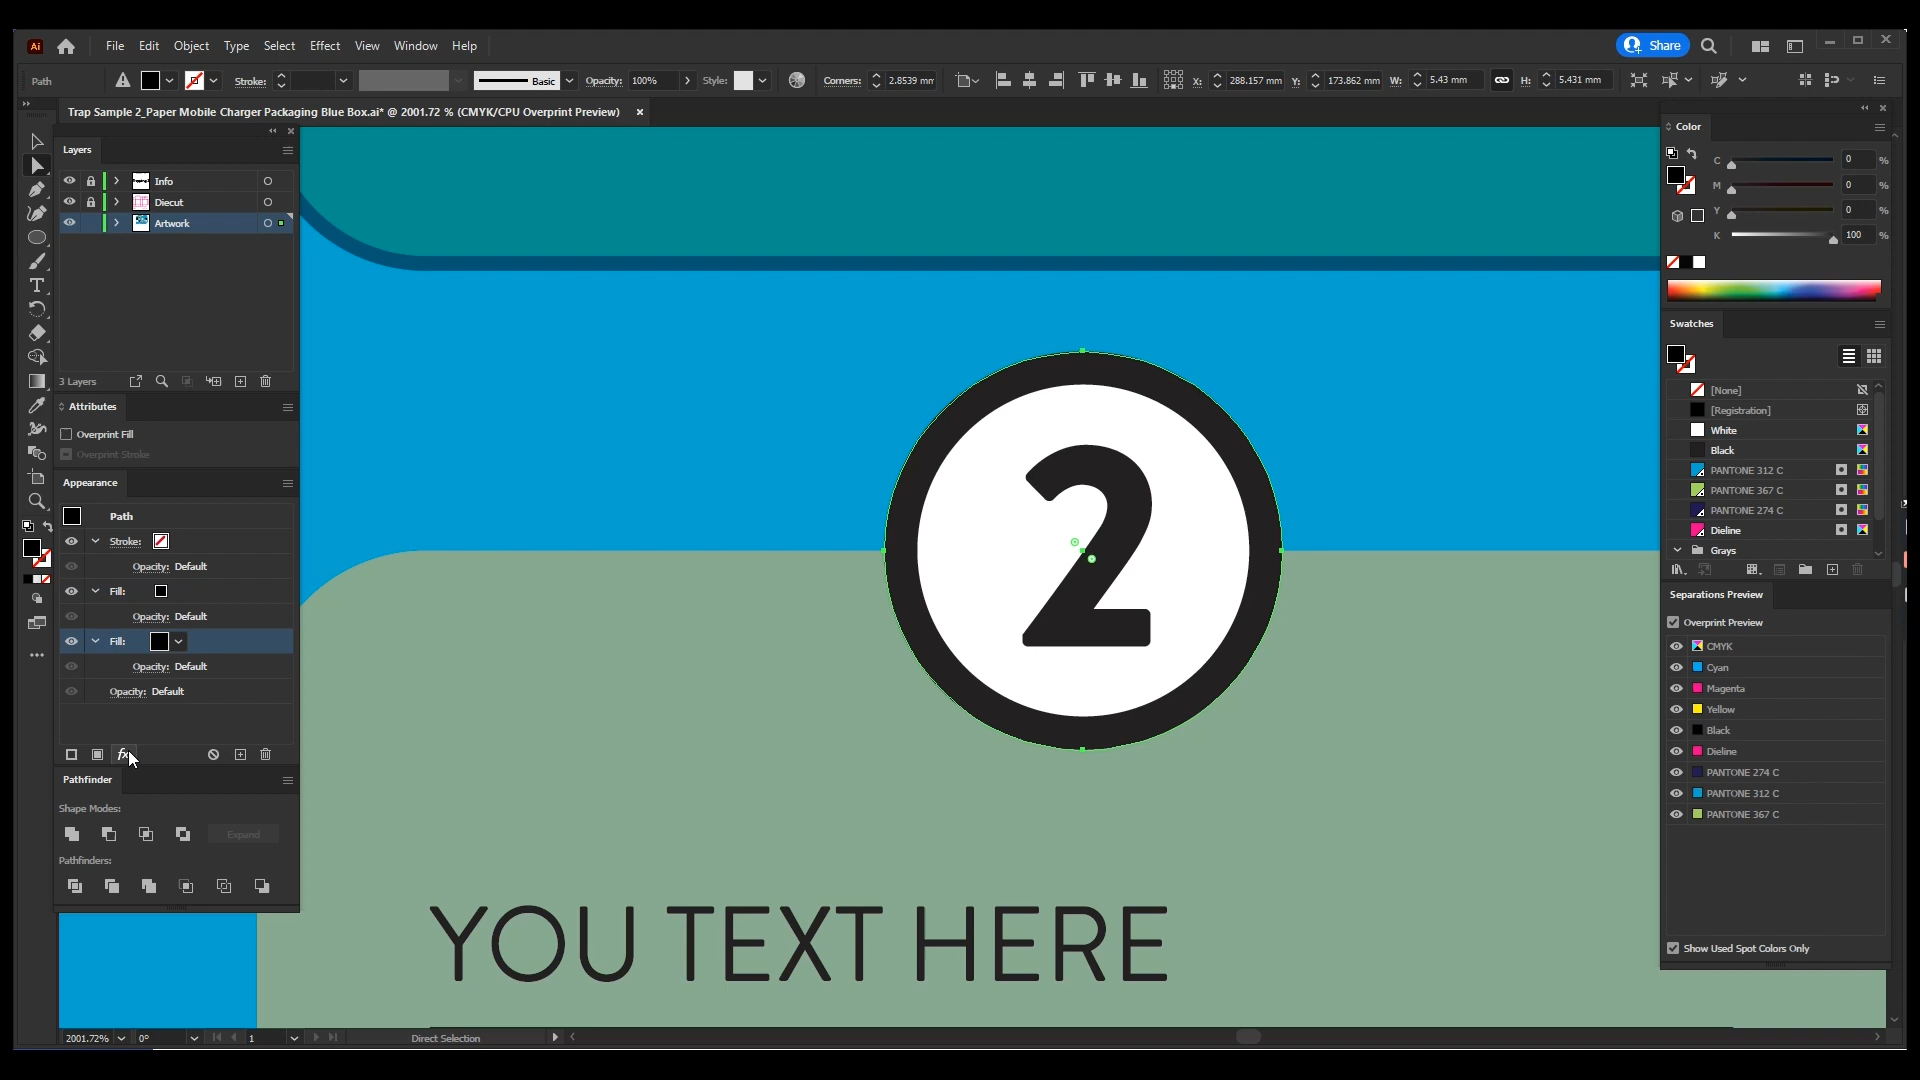 Ai File Edit Object Type Select Effect View Window Help Share
Path Stroke: Basic Opacity: 100% Style: Corners: 2.8539 mm X: 288.157 mm Y: 173.862 mm W: 5.43 mm H: 5.431 mm
Trap Sample 2_Paper Mobile Charger Packaging Blue Box.ai* @ 2001.72 % (CMYK/CPU Overprint Preview)
Layers
Info
Diecut
Artwork
3 Layers
Attributes
Overprint Fill
Overprint Stroke
Appearance
Path
Stroke:
Opacity: Default
Fill:
Opacity: Default
Fill:
Opacity: Default
Opacity: Default
fx
Pathfinder
Shape Modes:
Expand
Pathfinders:
2
YOU TEXT HERE
Color
C 0 %
M 0 %
Y 0 %
K 100 %
Swatches
[None]
[Registration]
White
Black
PANTONE 312 C
PANTONE 367 C
PANTONE 274 C
Dieline
Grays
Separations Preview
Overprint Preview
CMYK
Cyan
Magenta
Yellow
Black
Dieline
PANTONE 274 C
PANTONE 312 C
PANTONE 367 C
Show Used Spot Colors Only
2001.72% 0° 1 Direct Selection